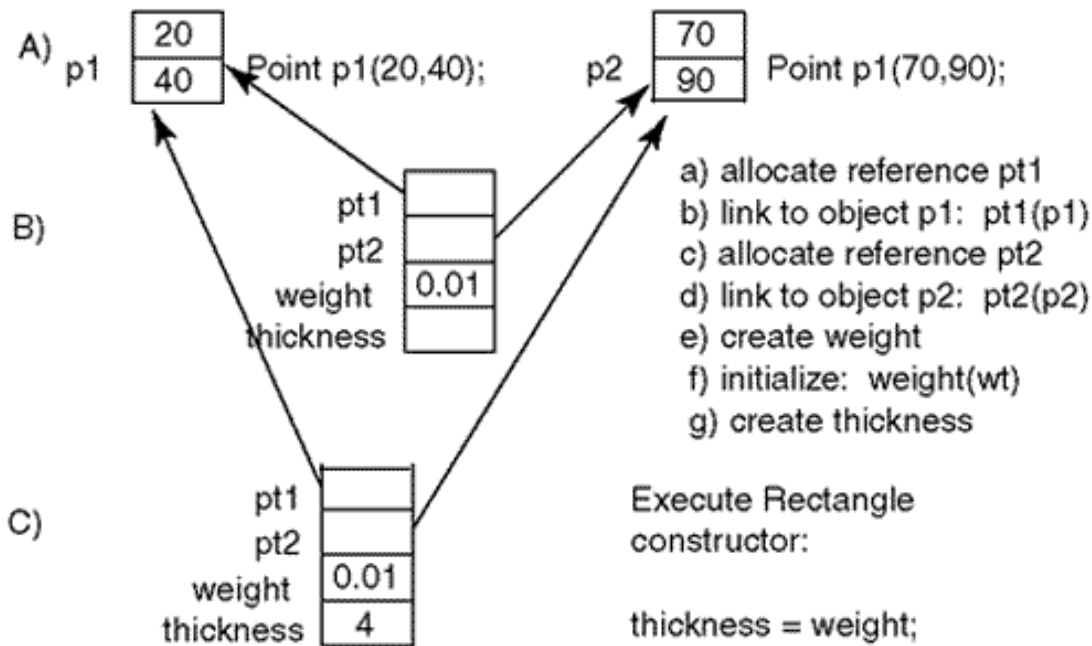 A)
p1
20
40
Point p1(20,40);
p2
70
90
Point p1(70,90);
B)
pt1
pt2
weight
0.01
thickness
a) allocate reference pt1
b) link to object p1: pt1(p1)
c) allocate reference pt2
d) link to object p2: pt2(p2)
e) create weight
f) initialize: weight(wt)
g) create thickness
C)
pt1
pt2
weight
0.01
thickness
4
Execute Rectangle
constructor:
thickness = weight;